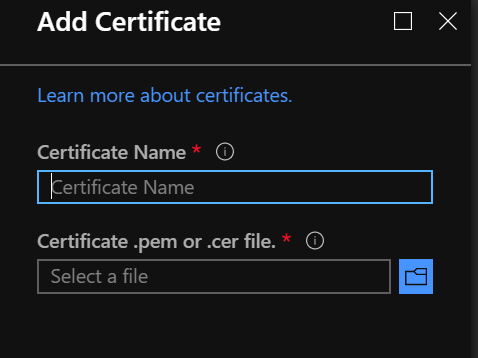 Add Certificate
Learn more about certificates.
Certificate Name *
Certificate Name
Certificate .pem or .cer file. *
Select a file